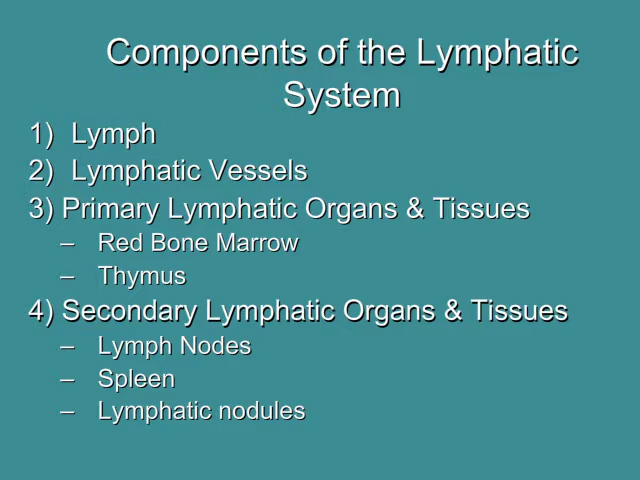 Components of the Lymphatic
System
1) Lymph
2) Lymphatic Vessels
3) Primary Lymphatic Organs & Tissues
– Red Bone Marrow
– Thymus
4) Secondary Lymphatic Organs & Tissues
– Lymph Nodes
– Spleen
– Lymphatic nodules